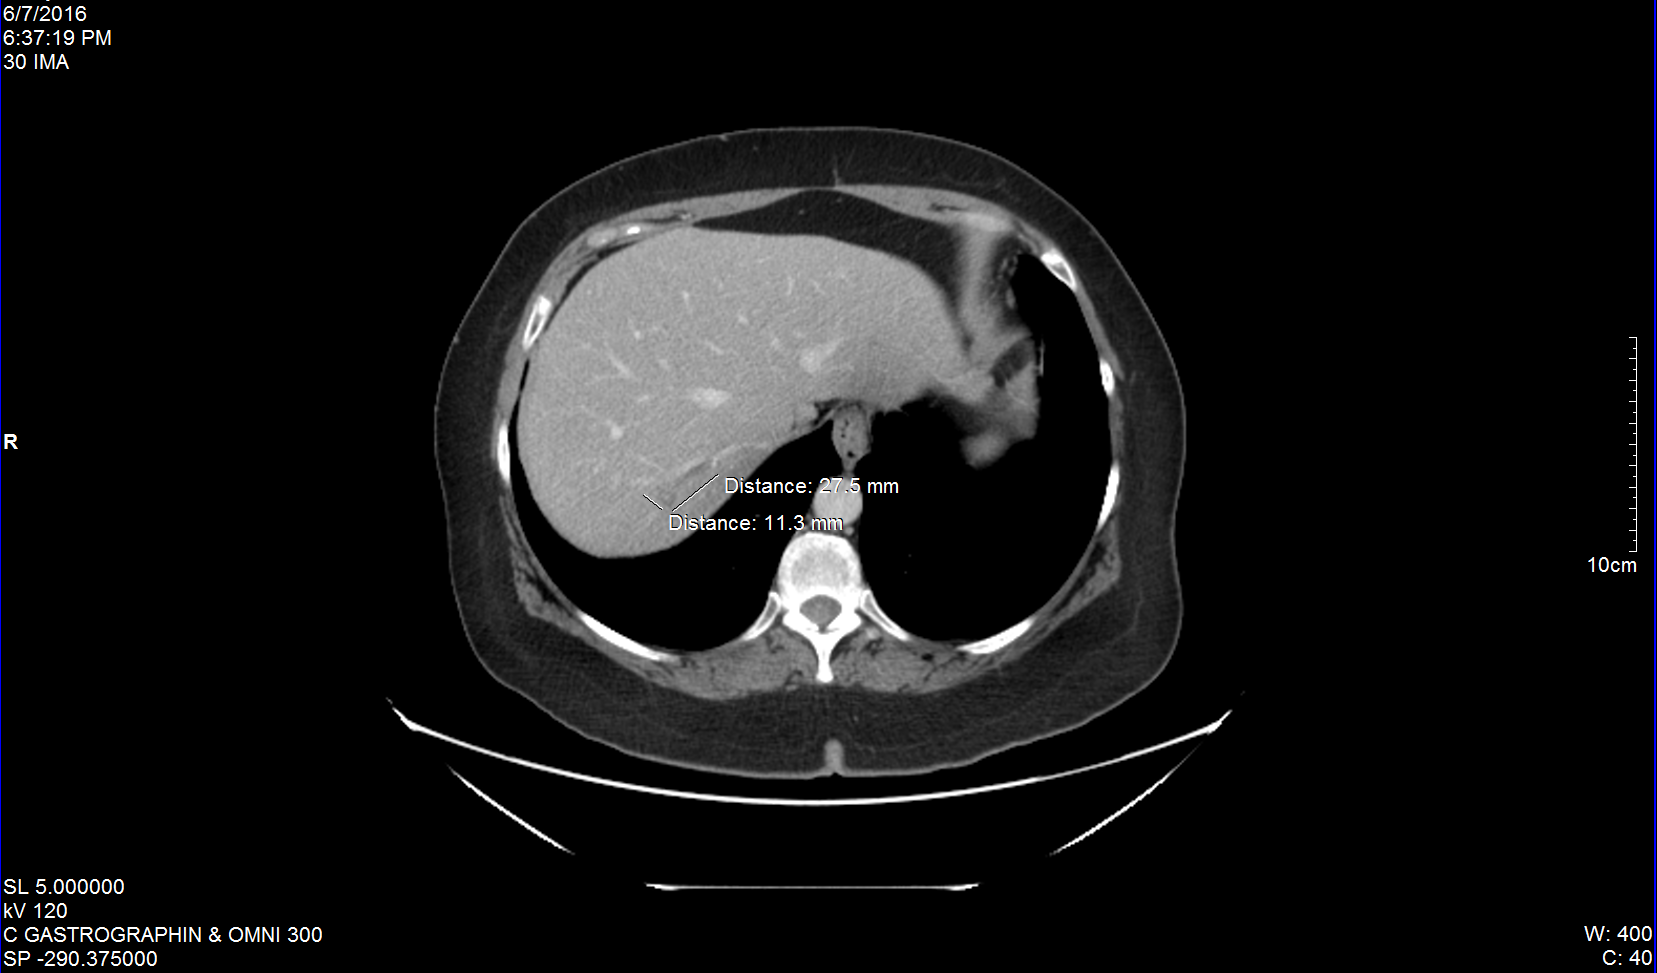 6/7/2016
6:37:19 PM
30 IMA
R
Distance: 27.5 mm
Distance: 11.3 mm
10cm
SL 5.000000
kV 120
C GASTROGRAPHIN & OMNI 300
SP -290.375000
W: 400
C: 40